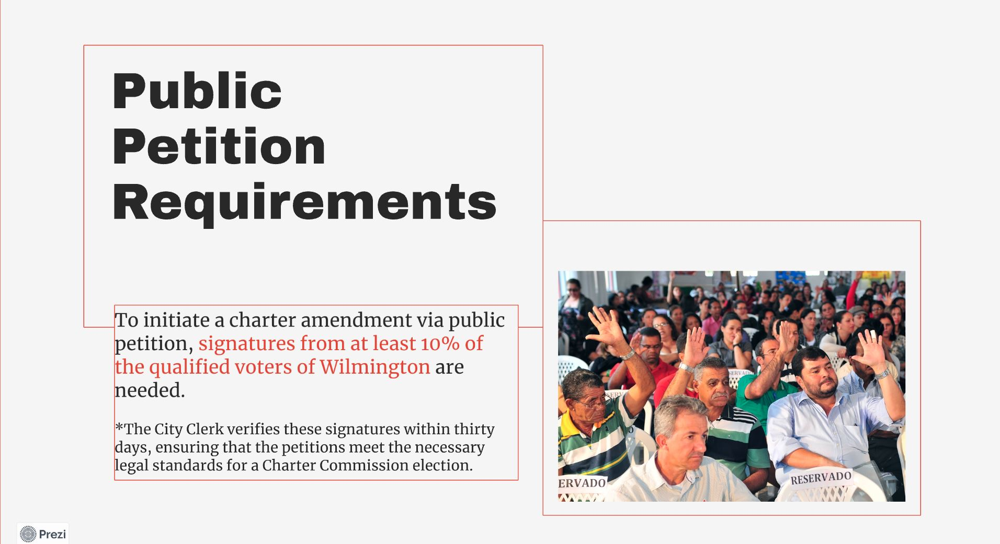 Public
Petition
Requirements
To initiate a charter amendment via public
petition, signatures from at least 10% of
the qualified voters of Wilmington are
needed.
*The City Clerk verifies these signatures within thirty
days, ensuring that the petitions meet the necessary
legal standards for a Charter Commission election.
SERVADO
SERV
O
ERVADO
RESERVADO
Prezi